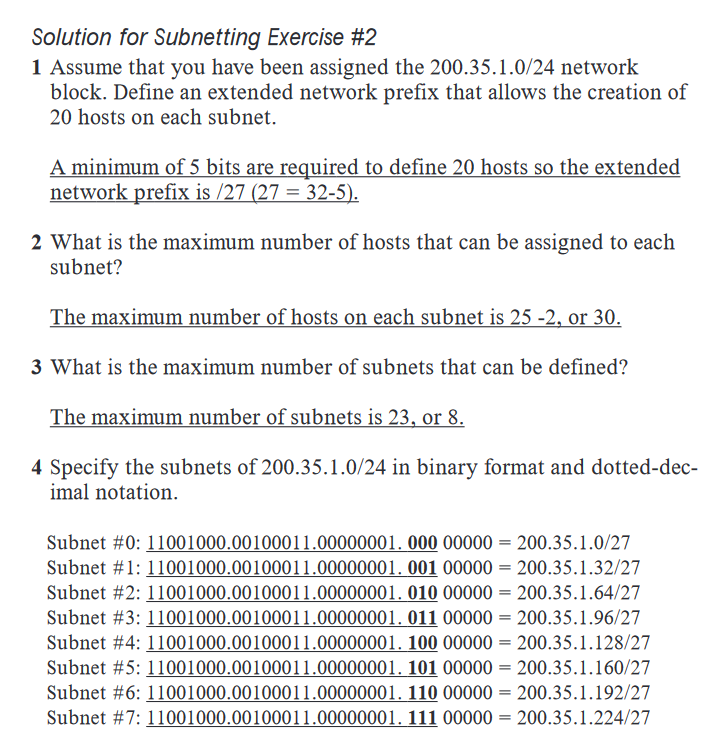 Solution for Subnetting Exercise #2
1 Assume that you have been assigned the 200.35.1.0/24 network
block. Define an extended network prefix that allows the creation of
20 hosts on each subnet.
A minimum of 5 bits are required to define 20 hosts so the extended
network prefix is /27 (27 = 32-5).
2 What is the maximum number of hosts that can be assigned to each
subnet?
The maximum number of hosts on each subnet is 25 -2, or 30.
3 What is the maximum number of subnets that can be defined?
The maximum number of subnets is 23, or 8.
4 Specify the subnets of 200.35.1.0/24 in binary format and dotted-dec-
imal notation.
Subnet #0: 11001000.00100011.00000001. 000 00000 = 200.35.1.0/27
Subnet #1: 11001000.00100011.00000001. 001 00000 = 200.35.1.32/27
Subnet #2: 11001000.00100011.00000001. 010 00000 = 200.35.1.64/27
Subnet #3: 11001000.00100011.00000001. 011 00000 = 200.35.1.96/27
Subnet #4: 11001000.00100011.00000001. 100 00000 = 200.35.1.128/27
Subnet #5: 11001000.00100011.00000001. 101 00000 = 200.35.1.160/27
Subnet #6: 11001000.00100011.00000001. 110 00000 = 200.35.1.192/27
Subnet #7: 11001000.00100011.00000001. 111 00000 = 200.35.1.224/27